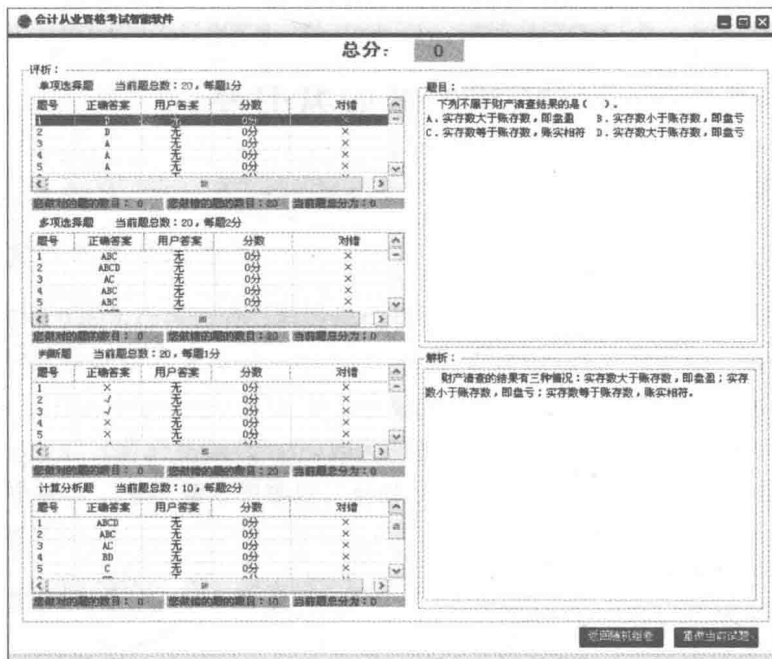 会计从业资格考试智能软件
总分： 0
评析：
单项选择题 当前题总数：20，每题1分
题号 正确答案 用户答案 分数 对错
1 D 无 0分 ×
2 D 无 0分 ×
3 A 无 0分 ×
4 A 无 0分 ×
5 A 无 0分 ×
您做对的题的数目： 0 您做错的题的数目：20 当前题总分为：0
多项选择题 当前题总数：20，每题2分
题号 正确答案 用户答案 分数 对错
1 ABC 无 0分 ×
2 ABCD 无 0分 ×
3 AC 无 0分 ×
4 ABC 无 0分 ×
5 ABC 无 0分 ×
您做对的题的数目： 0 您做错的题的数目：20 当前题总分为：0
判断题 当前题总数：20，每题1分
题号 正确答案 用户答案 分数 对错
1 × 无 0分 ×
2 √ 无 0分 ×
3 √ 无 0分 ×
4 × 无 0分 ×
5 × 无 0分 ×
您做对的题的数目： 0 您做错的题的数目：20 当前题总分为：0
计算分析题 当前题总数：10，每题2分
题号 正确答案 用户答案 分数 对错
1 ABCD 无 0分 ×
2 ABC 无 0分 ×
3 AC 无 0分 ×
4 BD 无 0分 ×
5 C 无 0分 ×
您做对的题的数目： 0 您做错的题的数目：10 当前题总分为：0
题目：
下列不属于财产清查结果的是( )。
A．实存数大于账存数，即盘盈 B．实存数小于账存数，即盘亏
C．实存数等于账存数，账实相符 D．实存数大于账存数，即盘亏
解析：
财产清查的结果有三种情况：实存数大于账存数，即盘盈；实存
数小于账存数，即盘亏；实存数等于账存数，账实相符。
返回随机组卷 重做当前试题